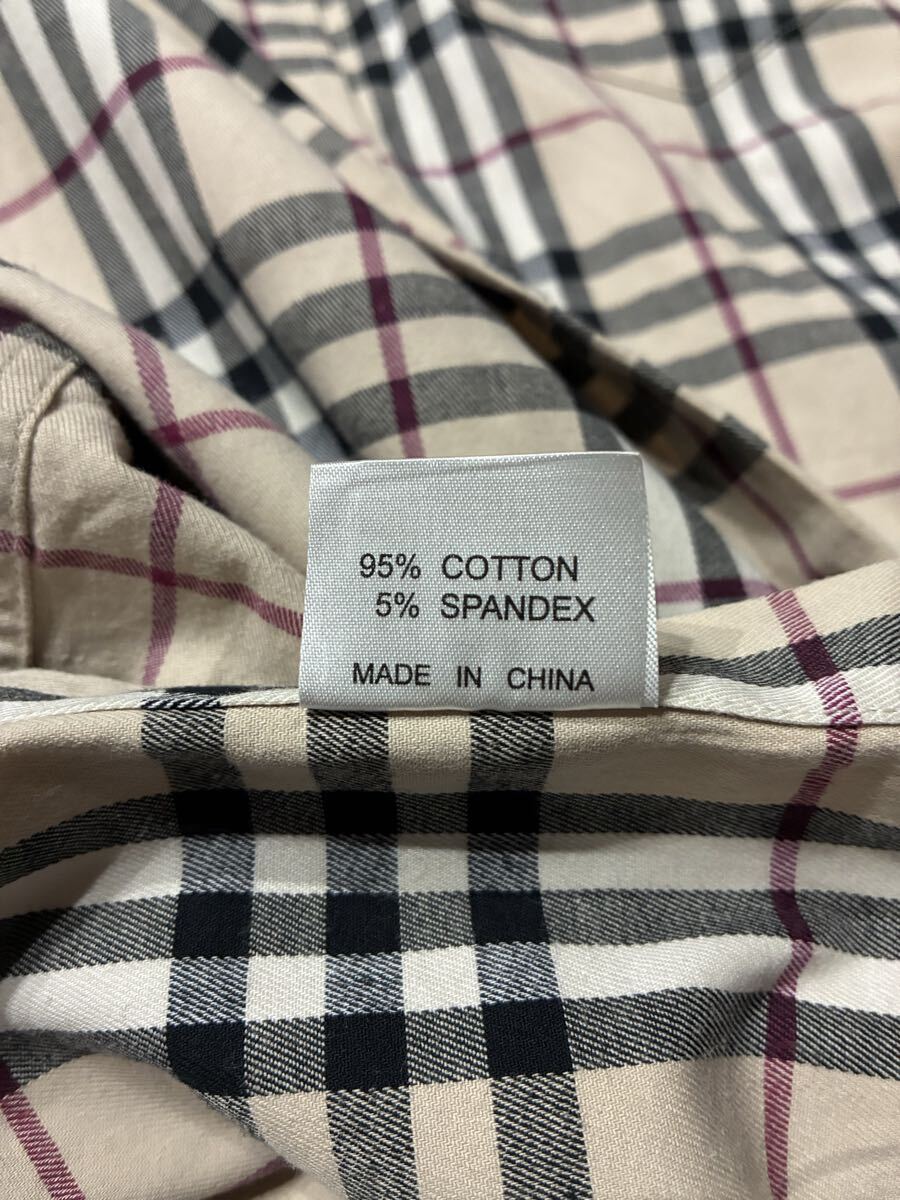 95% COTTON
5% SPANDEX
MADE IN CHINA